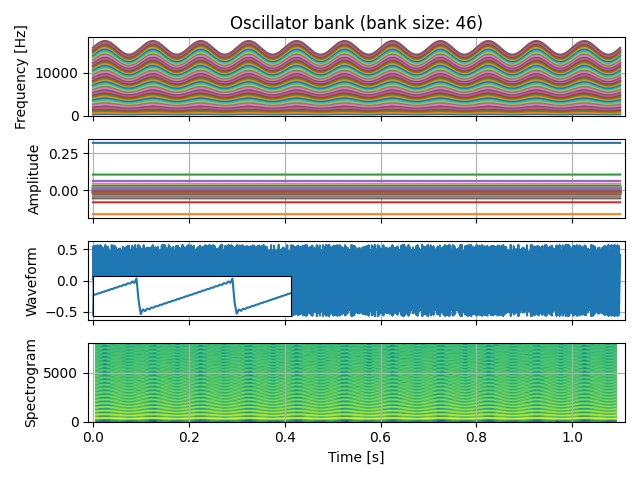 Oscillator bank (bank size: 46)
Frequency [Hz]
10000
0
Amplitude
0.25
0.00
Waveform
0.5
0.0
−0.5
Spectrogram
5000
0
0.0 0.2 0.4 0.6 0.8 1.0
Time [s]